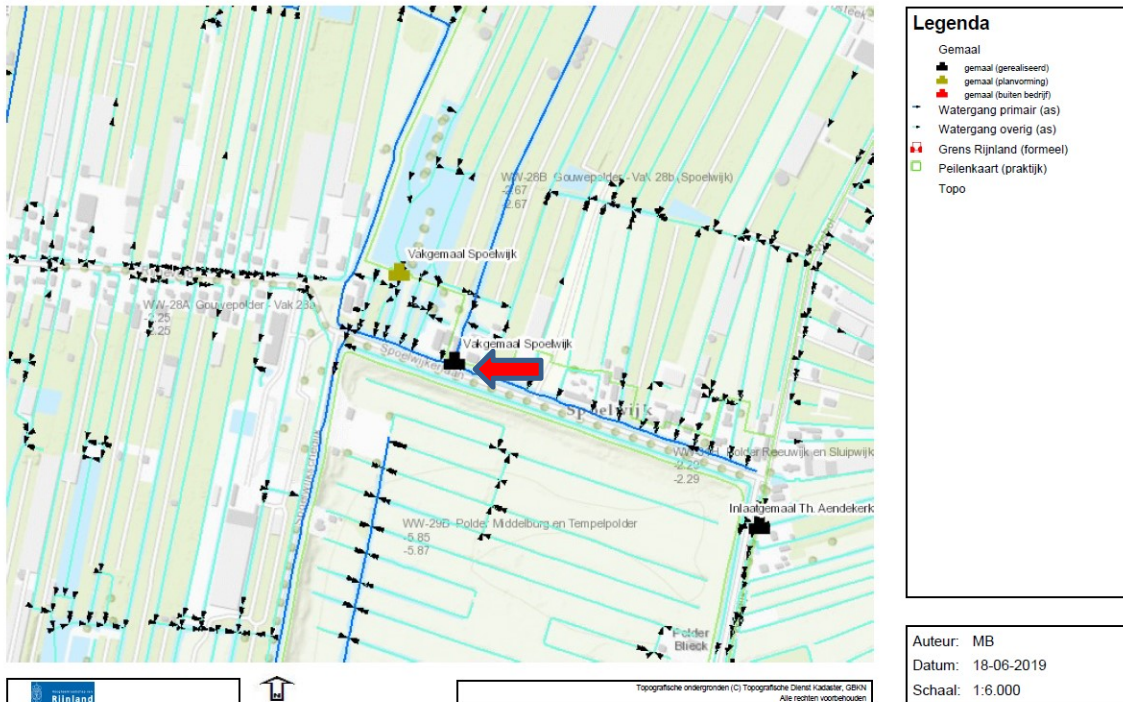 WW-28B Gouwepolder - Vak 28b (Spoelwijk)
-2.67
-2.67
Vakgemaal Spoelwijk
WW-28A Gouwepolder - Vak 28a
-2.25
-2.25
Vakgemaal Spoelwijk
Spoelwijkerlaan
Spoelwijk
Polder Reeuwijk en Sluipwijk
-2.29
-2.29
Inlaatgemaal Th. Aendekerk
WW-29B Polder Middelburg en Tempelpolder
-5.85
-5.87
Polder
Blieck
Legenda
Gemaal
gemaal (gerealiseerd)
gemaal (planvorming)
gemaal (buiten bedrijf)
Watergang primair (as)
Watergang overig (as)
Grens Rijnland (formeel)
Peilenkaart (praktijk)
Topo
Auteur: MB
Datum: 18-06-2019
Schaal: 1:6.000
Rijnland
N
Topografische ondergronden (C) Topografische Dienst Kadaster, GBKN
Alle rechten voorbehouden